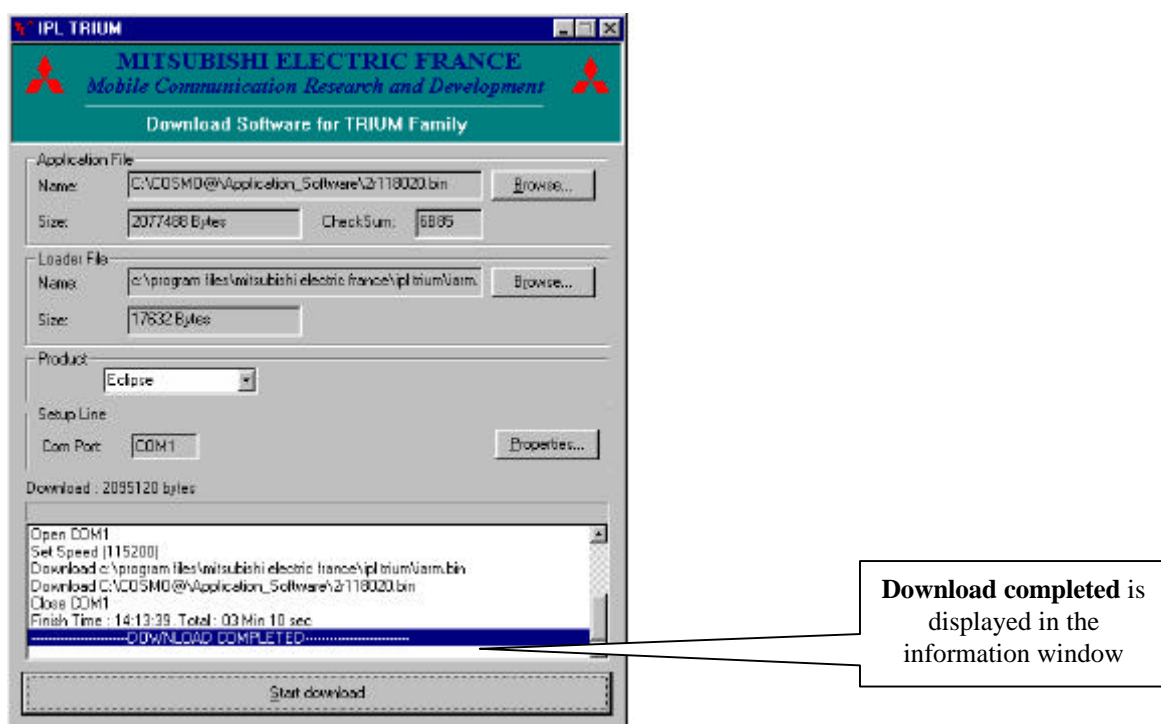 IPL TRIUM
MITSUBISHI ELECTRIC FRANCE
Mobile Communication Research and Development
Download Software for TRIUM Family
Application File
Name: C:\COSMO@\Application_Software\2r118020.bin Browse...
Size: 2077488 Bytes CheckSum: 6B85
Loader File
Name: c:\program files\mitsubishi electric france\ipl trium\iarm. Browse...
Size: 17632 Bytes
Product
Eclipse
Setup Line
Com Port: COM1 Properties...
Download : 2095120 bytes
Open COM1
Set Speed (115200)
Download c:\program files\mitsubishi electric france\ipl trium\iarm.bin
Download C:\COSMO@\Application_Software\2r118020.bin
Close COM1
Finish Time : 14:13:39. Total : 03 Min 10 sec
-----------------------DOWNLOAD COMPLETED-----------------------
Start download
Download completed is
displayed in the
information window